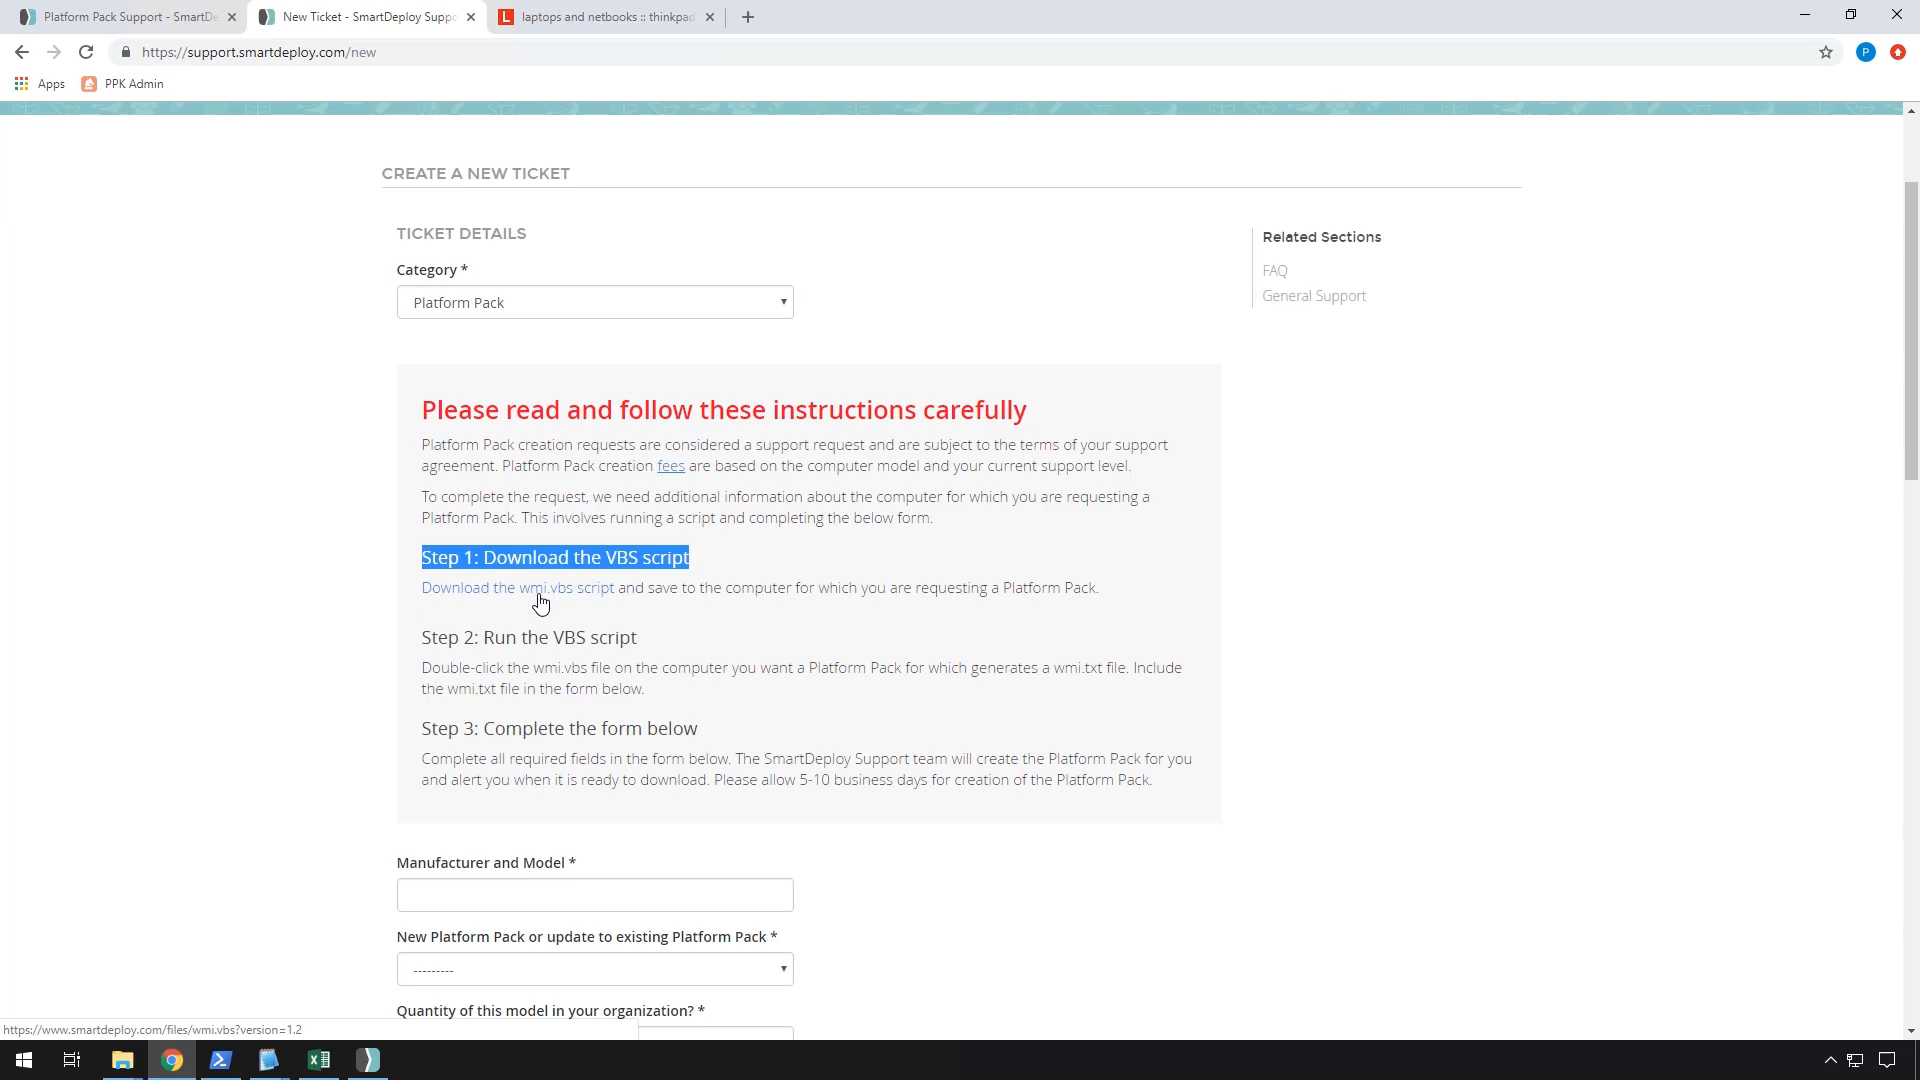 Platform Pack Support - SmartDe
New Ticket - SmartDeploy Suppo
L laptops and netbooks :: thinkpad
https://support.smartdeploy.com/new
P
Apps
PPK Admin
CREATE A NEW TICKET
TICKET DETAILS
Category *
Platform Pack
Related Sections
FAQ
General Support
Please read and follow these instructions carefully
Platform Pack creation requests are considered a support request and are subject to the terms of your support
agreement. Platform Pack creation fees are based on the computer model and your current support level.
To complete the request, we need additional information about the computer for which you are requesting a
Platform Pack. This involves running a script and completing the below form.
Step 1: Download the VBS script
Download the wmi.vbs script and save to the computer for which you are requesting a Platform Pack.
Step 2: Run the VBS script
Double-click the wmi.vbs file on the computer you want a Platform Pack for which generates a wmi.txt file. Include
the wmi.txt file in the form below.
Step 3: Complete the form below
Complete all required fields in the form below. The SmartDeploy Support team will create the Platform Pack for you
and alert you when it is ready to download. Please allow 5-10 business days for creation of the Platform Pack.
Manufacturer and Model *
New Platform Pack or update to existing Platform Pack *
---------
Quantity of this model in your organization? *
https://www.smartdeploy.com/files/wmi.vbs?version=1.2